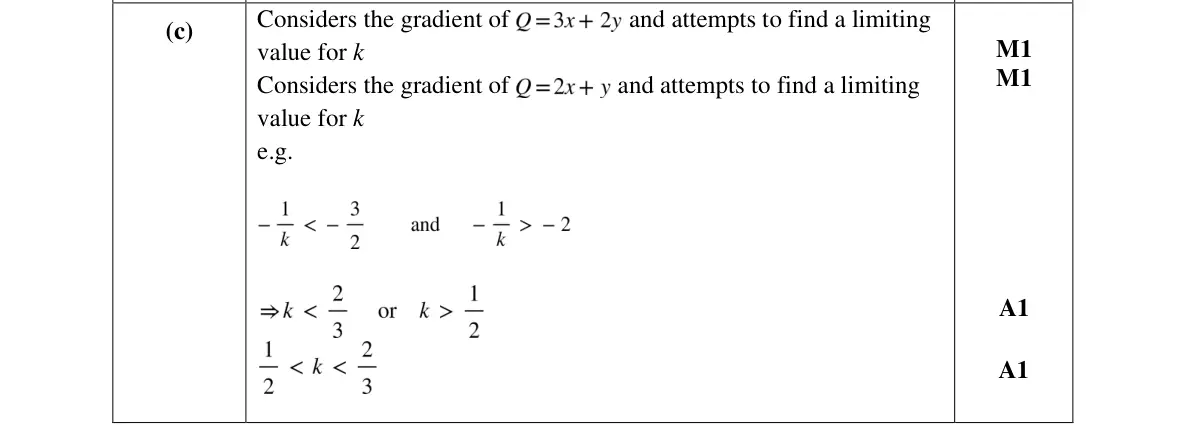 (c)
Considers the gradient of Q=3x+ 2y and attempts to find a limiting
value for k
Considers the gradient of Q=2x+ y and attempts to find a limiting
value for k
e.g.
M1
M1
−1/k < −3/2 and −1/k > −2
⇒k < 2/3 or k > 1/2
A1
1/2 < k < 2/3
A1